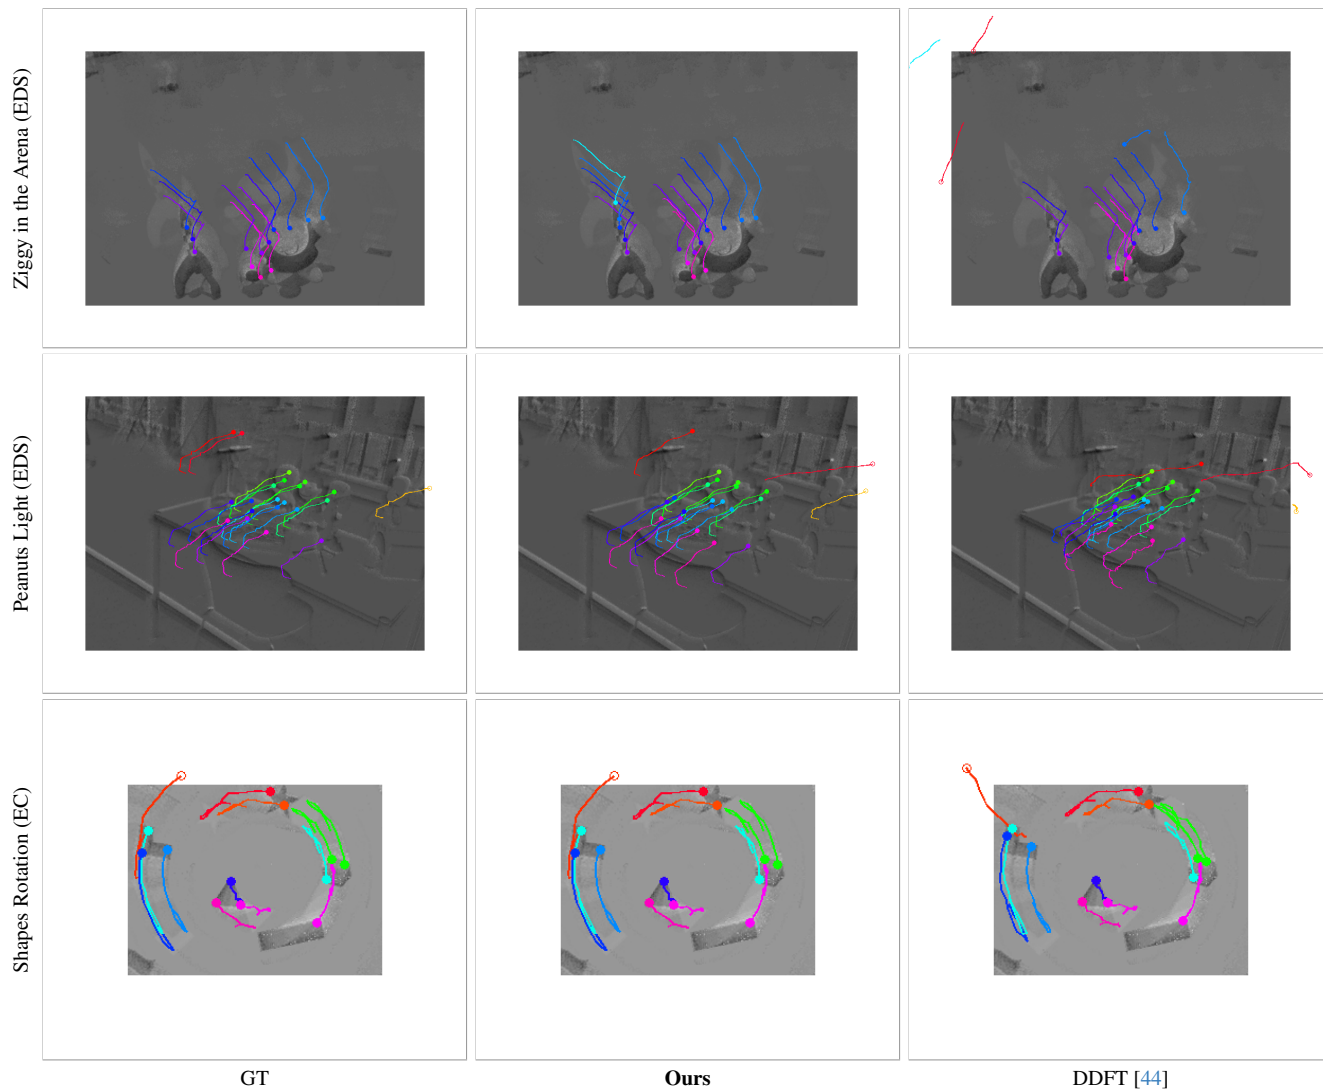 Ziggy in the Arena (EDS)
Peanuts Light (EDS)
Shapes Rotation (EC)
GT
Ours
DDFT [44]